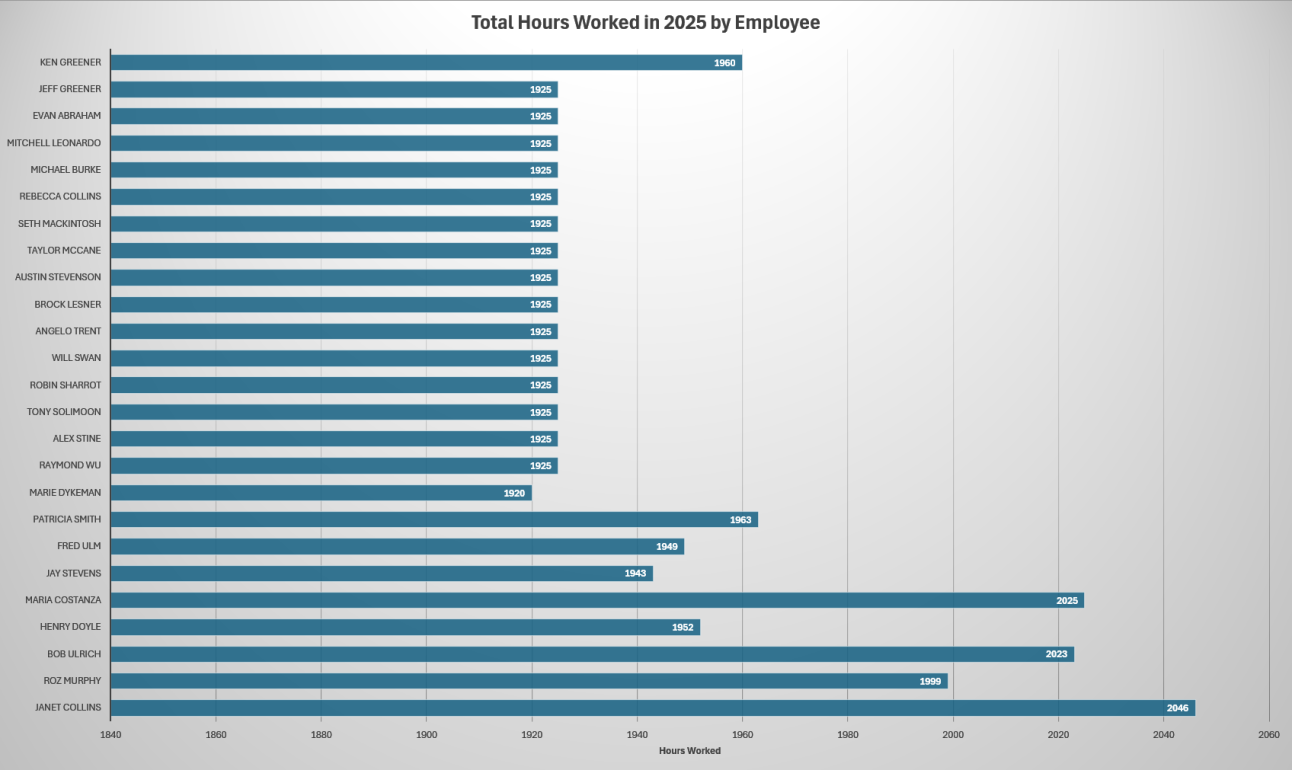 Total Hours Worked in 2025 by Employee
KEN GREENER 1960
JEFF GREENER 1925
EVAN ABRAHAM 1925
MITCHELL LEONARDO 1925
MICHAEL BURKE 1925
REBECCA COLLINS 1925
SETH MACKINTOSH 1925
TAYLOR MCCANE 1925
AUSTIN STEVENSON 1925
BROCK LESNER 1925
ANGELO TRENT 1925
WILL SWAN 1925
ROBIN SHARROT 1925
TONY SOLIMOON 1925
ALEX STINE 1925
RAYMOND WU 1925
MARIE DYKEMAN 1920
PATRICIA SMITH 1963
FRED ULM 1949
JAY STEVENS 1943
MARIA COSTANZA 2025
HENRY DOYLE 1952
BOB ULRICH 2023
ROZ MURPHY 1999
JANET COLLINS 2046
1840 1860 1880 1900 1920 1940 1960 1980 2000 2020 2040 2060
Hours Worked